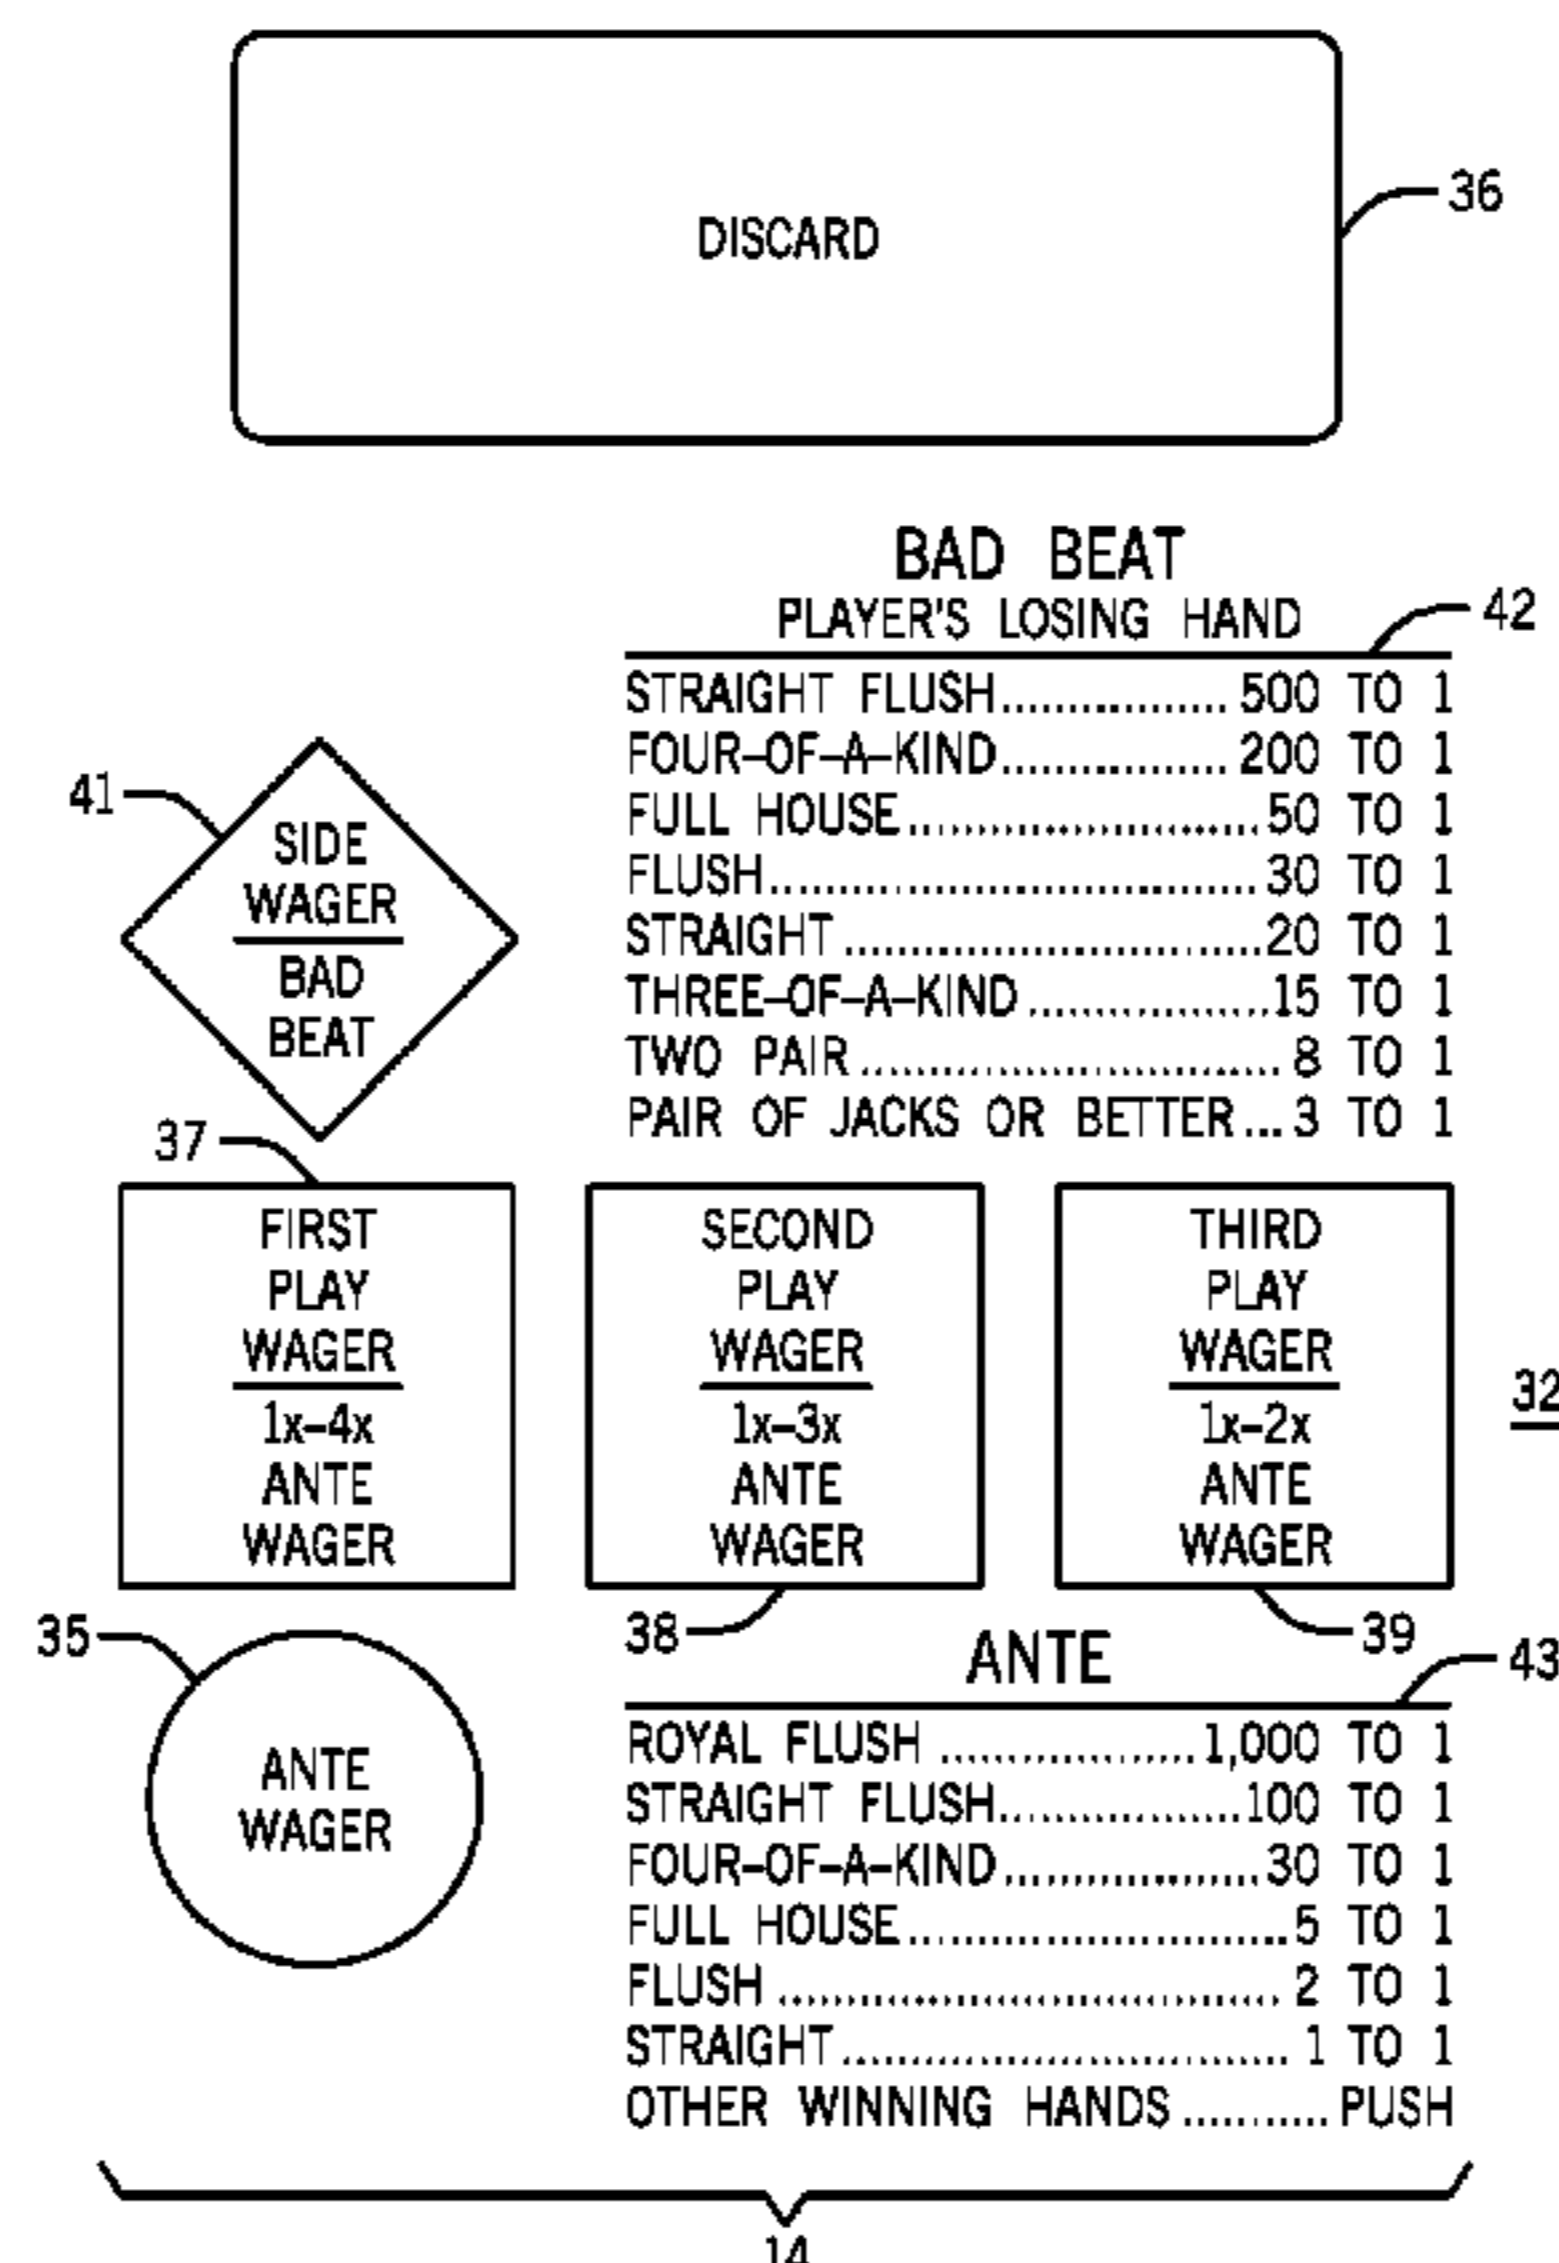 DISCARD
36
BAD BEAT
PLAYER'S LOSING HAND
42
STRAIGHT FLUSH................. 500 TO 1
FOUR-OF-A-KIND................. 200 TO 1
FULL HOUSE..........................50 TO 1
FLUSH....................................30 TO 1
STRAIGHT...............................20 TO 1
THREE-OF-A-KIND..................15 TO 1
TWO PAIR............................... 8 TO 1
PAIR OF JACKS OR BETTER...3 TO 1
41
SIDE
WAGER
BAD
BEAT
37
FIRST
PLAY
WAGER
1x-4x
ANTE
WAGER
SECOND
PLAY
WAGER
1x-3x
ANTE
WAGER
38
THIRD
PLAY
WAGER
1x-2x
ANTE
WAGER
39
32
35
ANTE
WAGER
ANTE
43
ROYAL FLUSH ...................1,000 TO 1
STRAIGHT FLUSH..................100 TO 1
FOUR-OF-A-KIND...................30 TO 1
FULL HOUSE............................5 TO 1
FLUSH ..................................... 2 TO 1
STRAIGHT................................. 1 TO 1
OTHER WINNING HANDS ........... PUSH
14